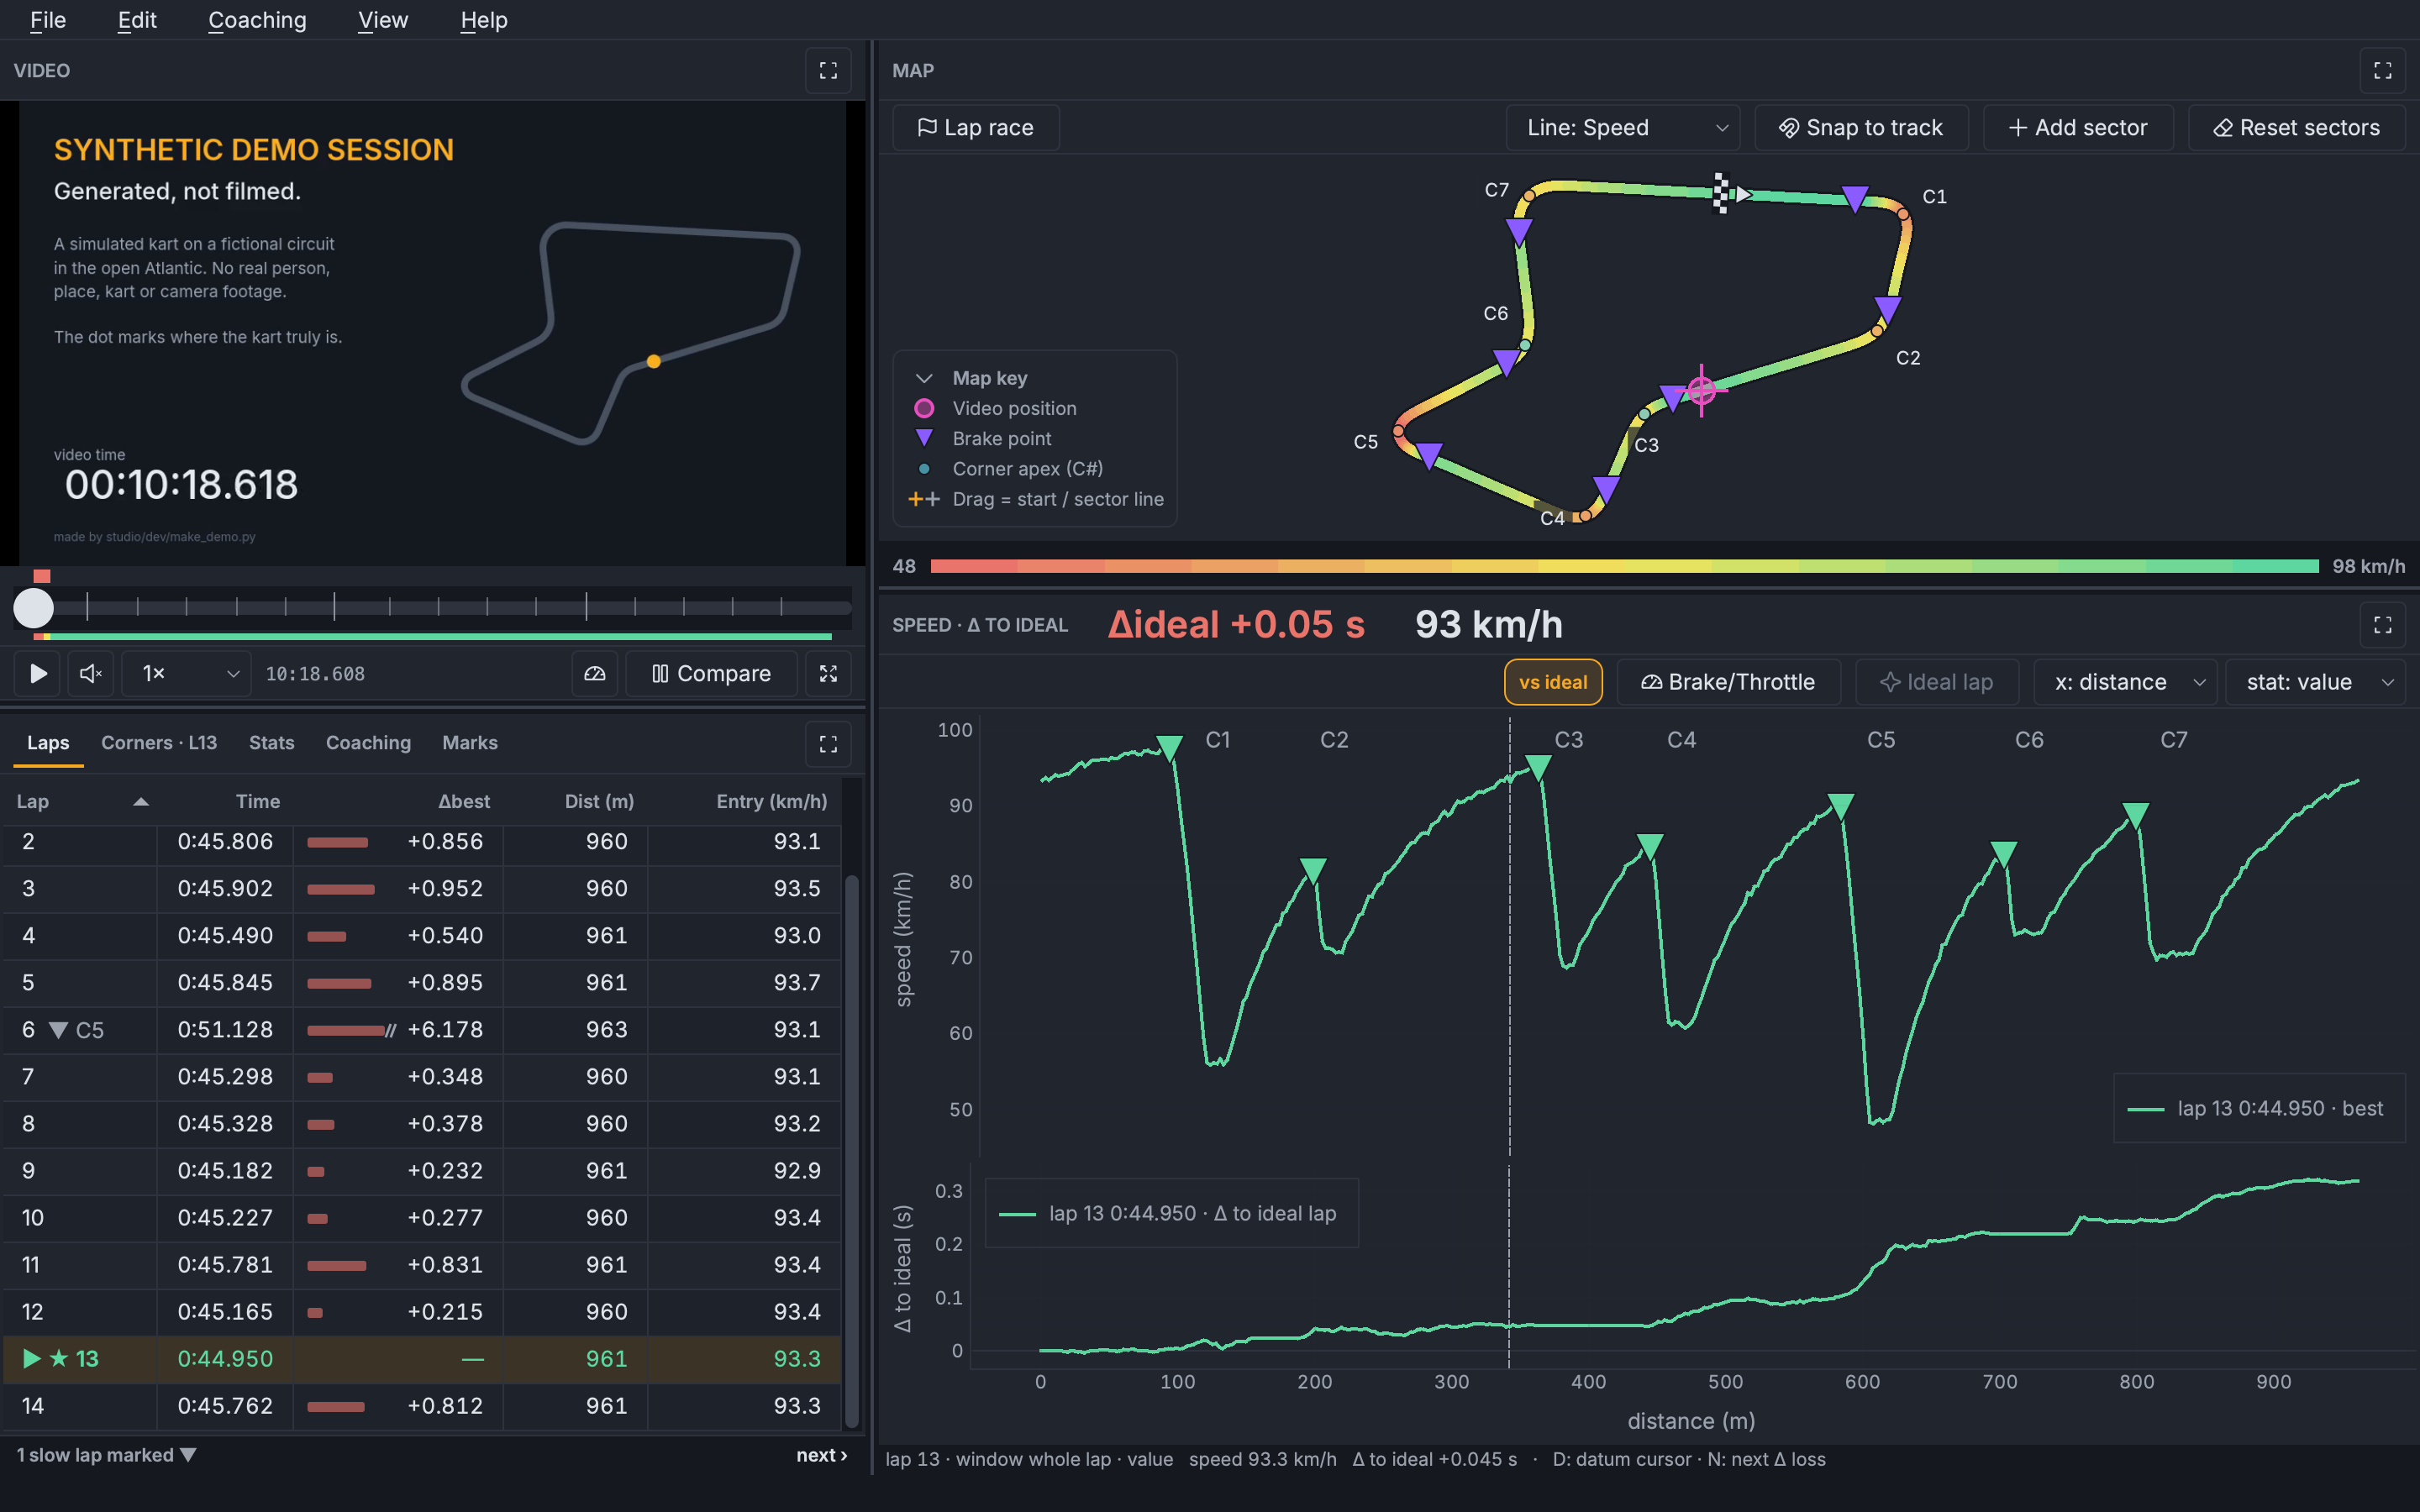 File Edit Coaching View Help
VIDEO
SYNTHETIC DEMO SESSION
Generated, not filmed.
A simulated kart on a fictional circuit
in the open Atlantic. No real person,
place, kart or camera footage.
The dot marks where the kart truly is.
video time
00:10:18.618
made by studio/dev/make_demo.py
1× 10:18.608 Compare
Laps Corners · L13 Stats Coaching Marks
Lap Time Δbest Dist (m) Entry (km/h)
2 0:45.806 +0.856 960 93.1
3 0:45.902 +0.952 960 93.5
4 0:45.490 +0.540 961 93.0
5 0:45.845 +0.895 961 93.7
6 ▼ C5 0:51.128 // +6.178 963 93.1
7 0:45.298 +0.348 960 93.1
8 0:45.328 +0.378 960 93.2
9 0:45.182 +0.232 961 92.9
10 0:45.227 +0.277 960 93.4
11 0:45.781 +0.831 961 93.4
12 0:45.165 +0.215 960 93.4
▶ ★ 13 0:44.950 — 961 93.3
14 0:45.762 +0.812 961 93.3
1 slow lap marked ▼ next ›
MAP
Lap race Line: Speed Snap to track Add sector Reset sectors
C7
C1
C6
C2
C5
C3
C4
Map key
Video position
Brake point
Corner apex (C#)
Drag = start / sector line
48 98 km/h
SPEED · Δ TO IDEAL Δideal +0.05 s 93 km/h
vs ideal Brake/Throttle Ideal lap x: distance stat: value
C1 C2 C3 C4 C5 C6 C7
100
90
80
70
60
50
speed (km/h)
lap 13 0:44.950 · best
lap 13 0:44.950 · Δ to ideal lap
0.3
0.2
0.1
0
Δ to ideal (s)
0 100 200 300 400 500 600 700 800 900
distance (m)
lap 13 · window whole lap · value speed 93.3 km/h Δ to ideal +0.045 s · D: datum cursor · N: next Δ loss